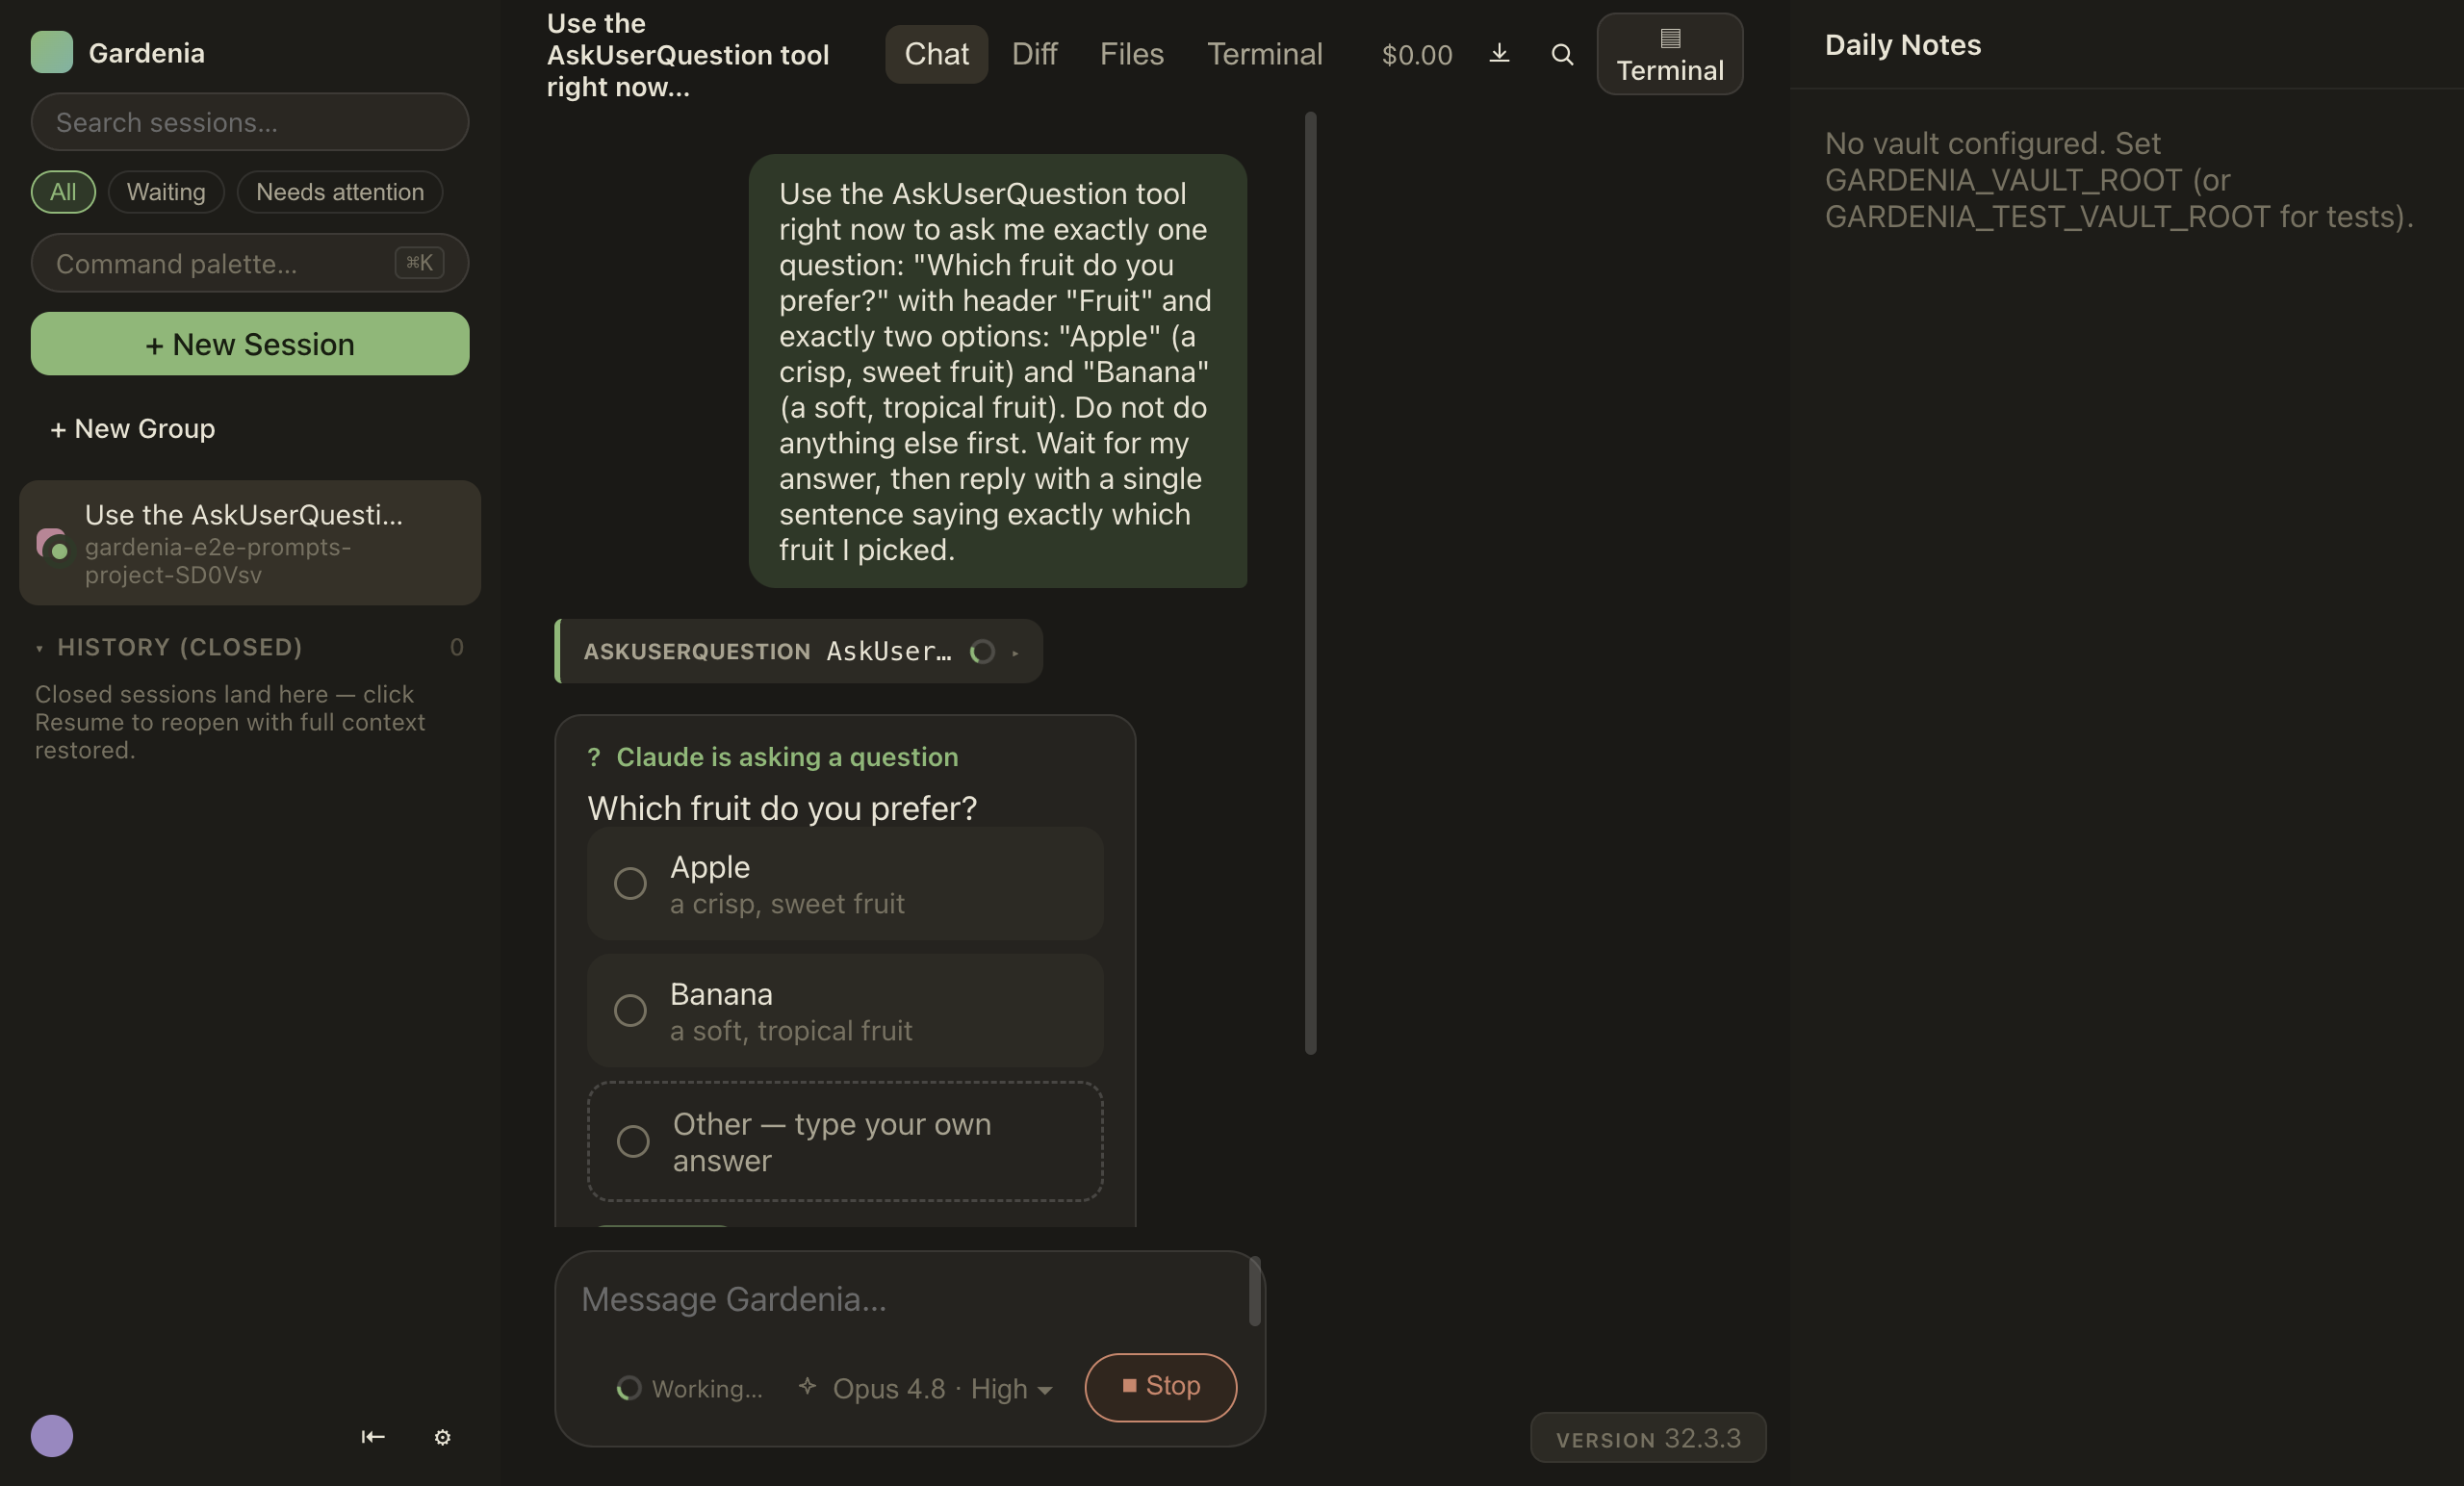 Gardenia
Search sessions...
All
Waiting
Needs attention
Command palette...
⌘K
+ New Session
+ New Group
Use the AskUserQuesti...
gardenia-e2e-prompts-
project-SD0Vsv
HISTORY (CLOSED)
0
Closed sessions land here — click
Resume to reopen with full context
restored.
Use the
AskUserQuestion tool
right now...
Chat
Diff
Files
Terminal
$0.00
Terminal
Use the AskUserQuestion tool
right now to ask me exactly one
question: "Which fruit do you
prefer?" with header "Fruit" and
exactly two options: "Apple" (a
crisp, sweet fruit) and "Banana"
(a soft, tropical fruit). Do not do
anything else first. Wait for my
answer, then reply with a single
sentence saying exactly which
fruit I picked.
ASKUSERQUESTION AskUser…
? Claude is asking a question
Which fruit do you prefer?
Apple
a crisp, sweet fruit
Banana
a soft, tropical fruit
Other — type your own
answer
Message Gardenia...
Working...
Opus 4.8 · High
Stop
VERSION 32.3.3
Daily Notes
No vault configured. Set
GARDENIA_VAULT_ROOT (or
GARDENIA_TEST_VAULT_ROOT for tests).